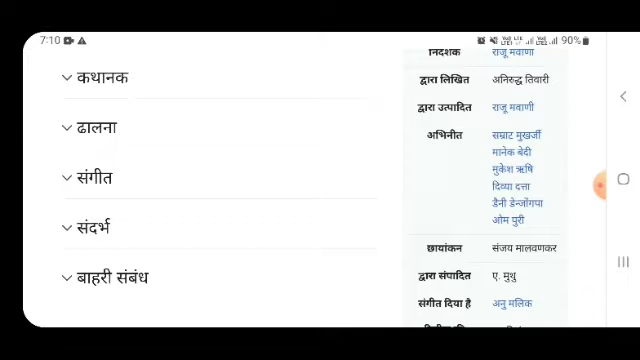 7:10
90%
कथानक
ढालना
संगीत
संदर्भ
बाहरी संबंध
निर्देशक राजू मवाणी
द्वारा लिखित अनिरुद्ध तिवारी
द्वारा उत्पादित राजू मवाणी
अभिनीत सम्राट मुखर्जी
मानेक बेदी
मुकेश ऋषि
दिव्या दत्ता
डैनी डेन्जोंगपा
ओम पुरी
छायांकन संजय मालवणकर
द्वारा संपादित ए. मुथु
संगीत दिया है अनु मलिक